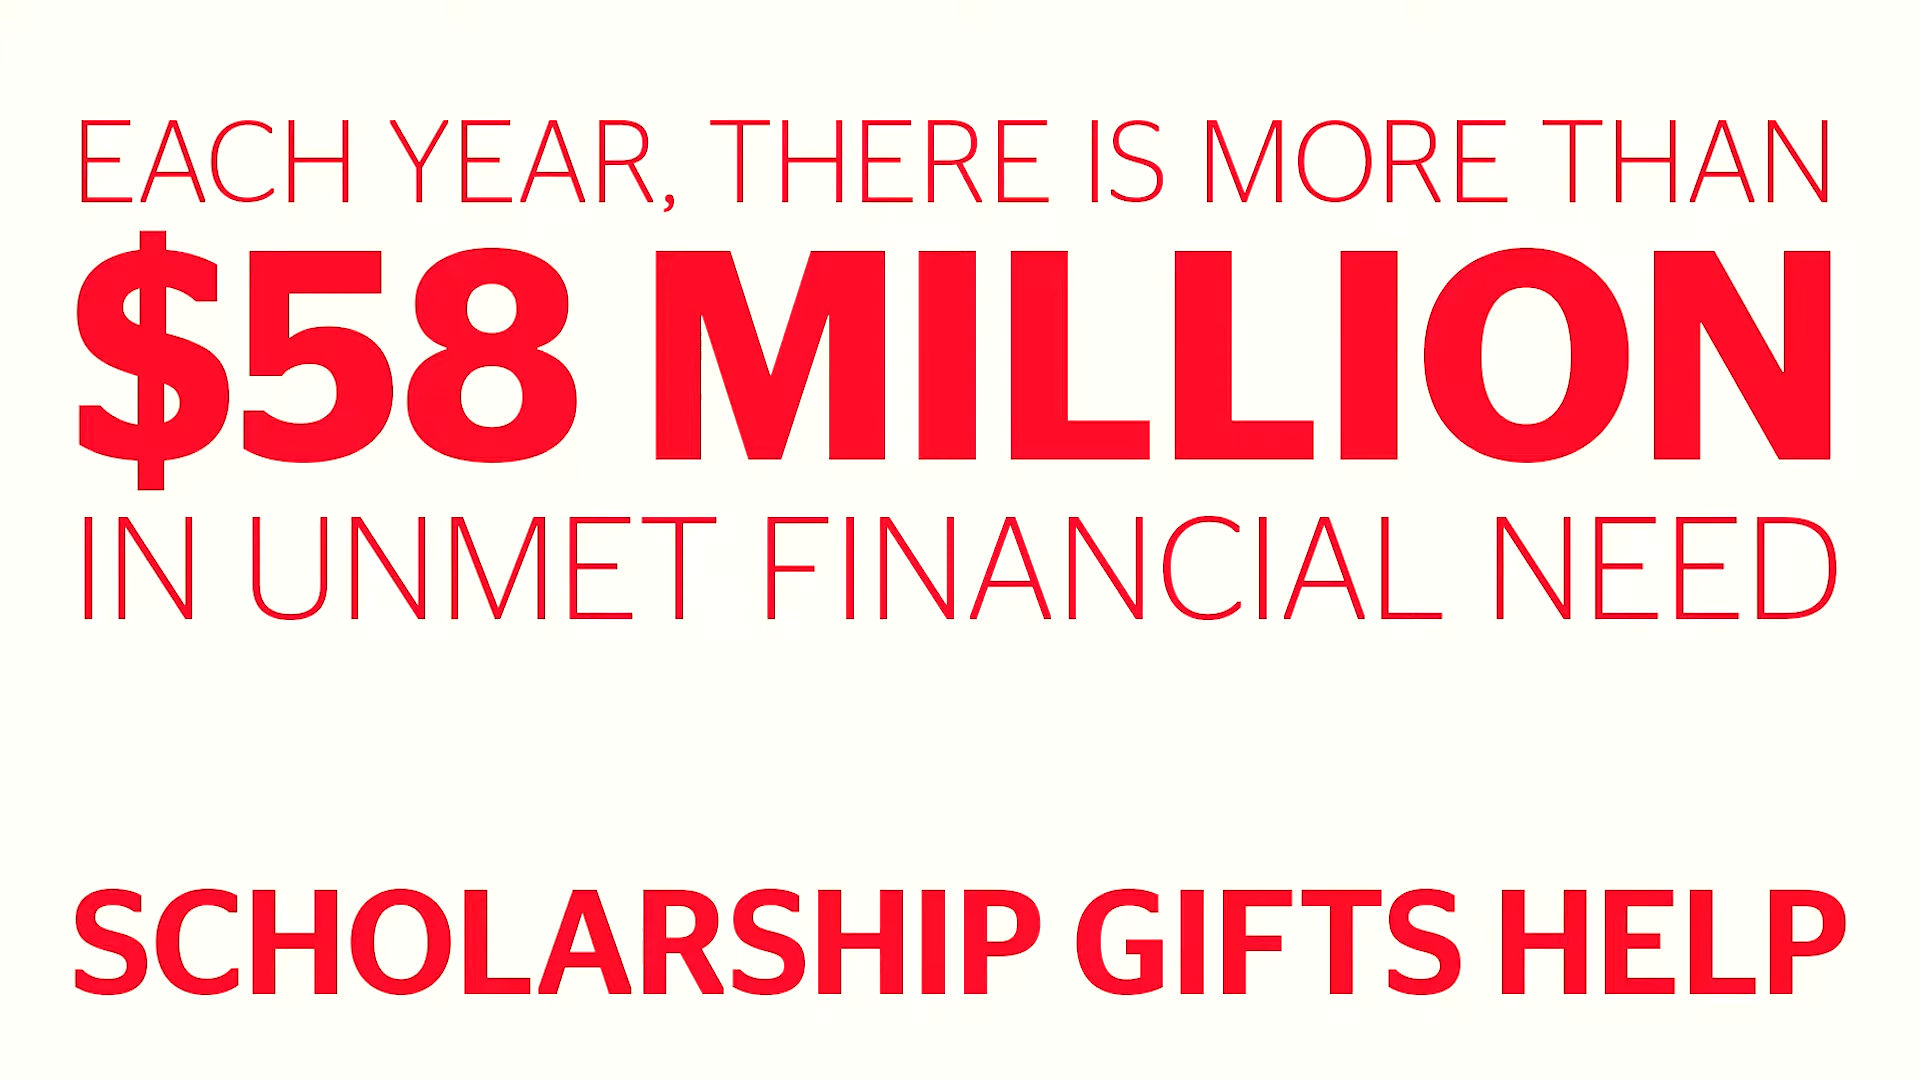 EACH YEAR, THERE IS MORE THAN
$58 MILLION
IN UNMET FINANCIAL NEED
SCHOLARSHIP GIFTS HELP